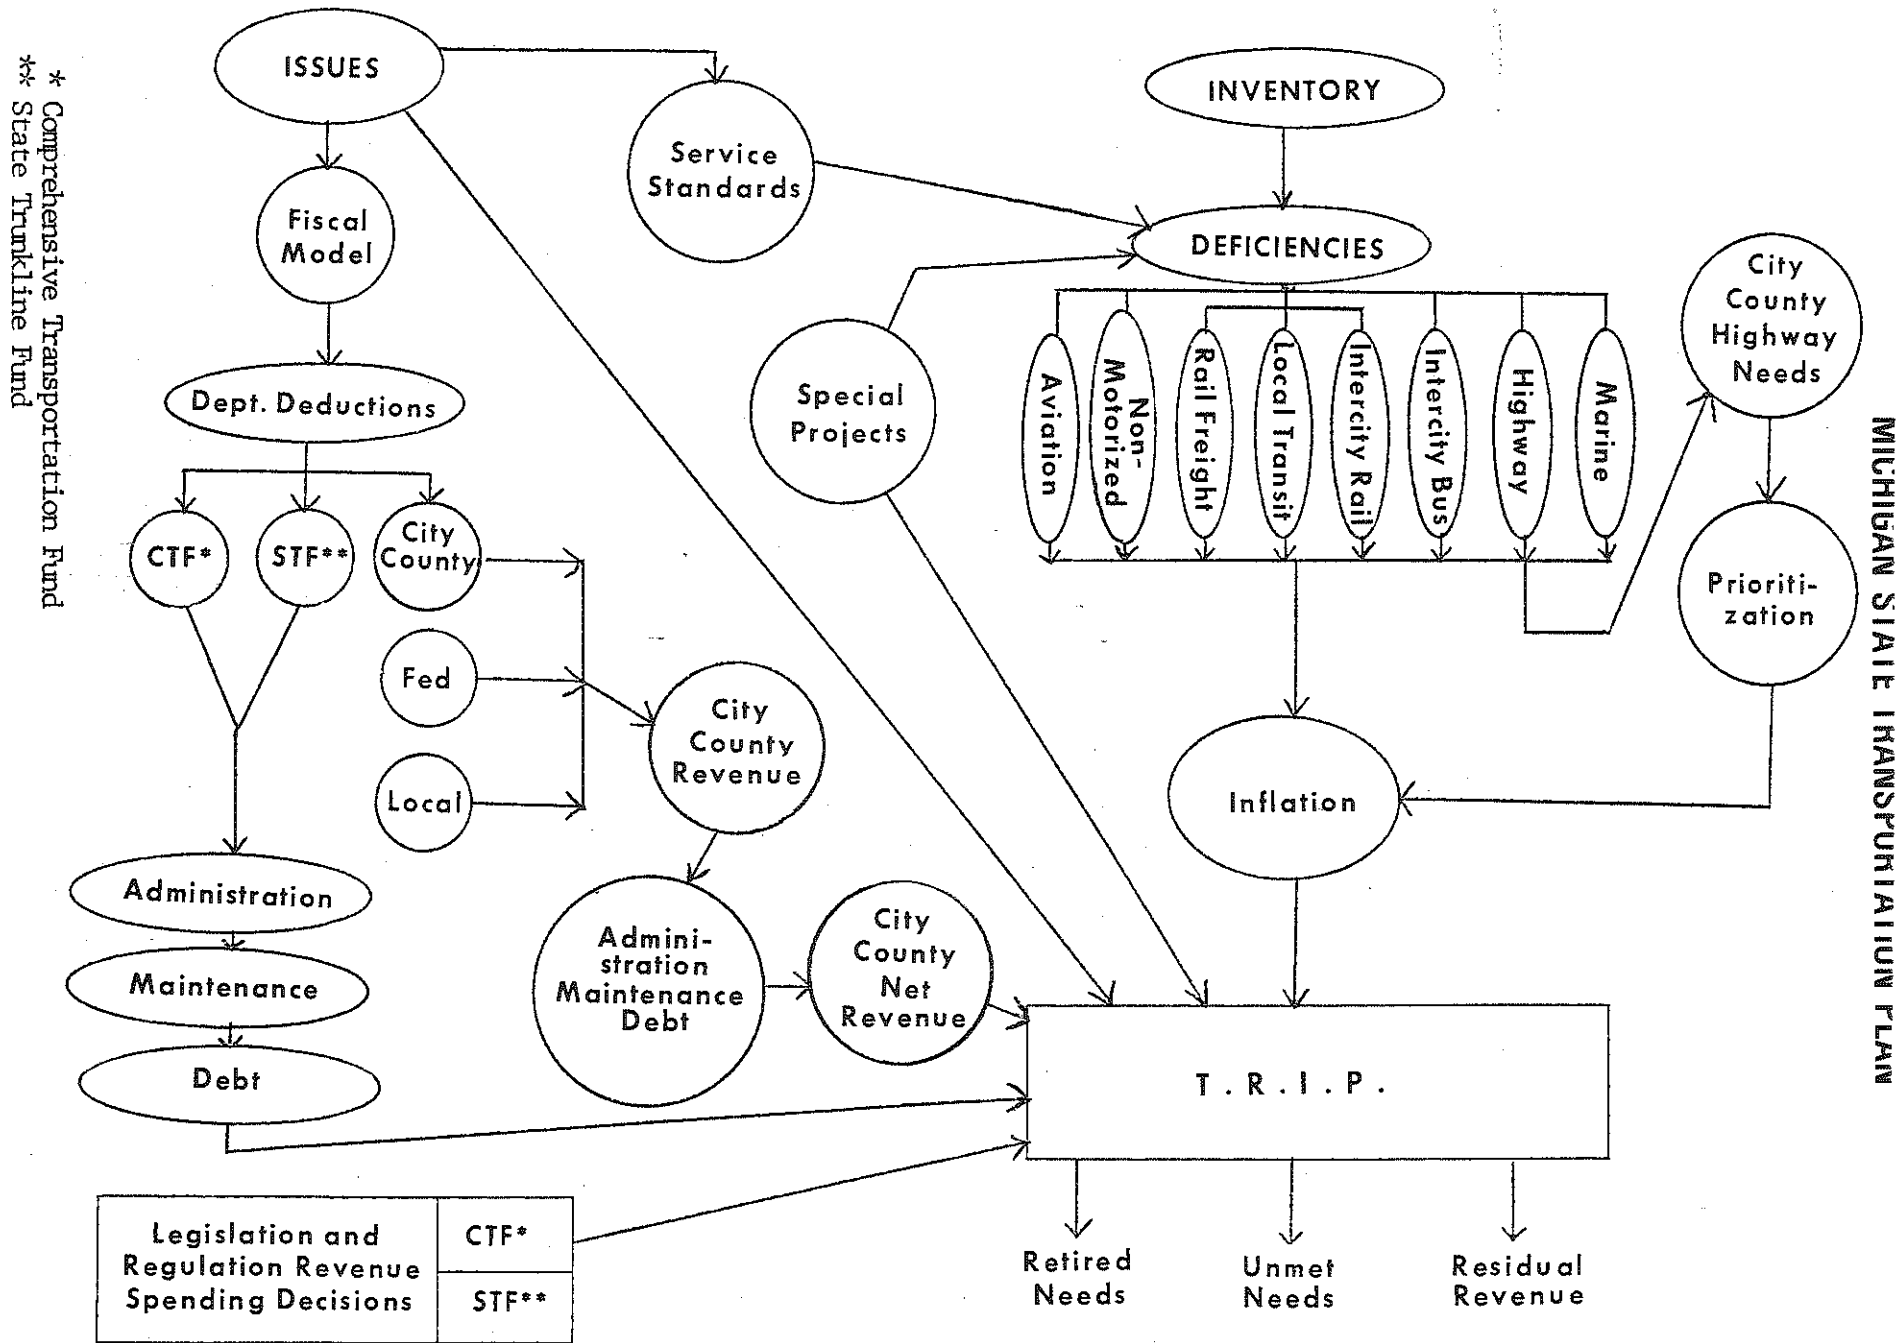 MICHIGAN STATE TRANSPORTATION PLAN
ISSUES
INVENTORY
Service
Standards
Fiscal
Model
DEFICIENCIES
City
County
Highway
Needs
Special
Projects
Aviation
Non-
Motorized
Rail Freight
Local Transit
Intercity Rail
Intercity Bus
Highway
Marine
Dept. Deductions
CTF*
STF**
City
County
Prioriti-
zation
Fed
City
County
Revenue
Local
Inflation
Administration
Maintenance
Debt
Admini-
stration
Maintenance
Debt
City
County
Net
Revenue
T.R.I.P.
Legislation and
Regulation Revenue
Spending Decisions
CTF*
STF**
Retired
Needs
Unmet
Needs
Residual
Revenue
* Comprehensive Transportation Fund
** State Trunkline Fund